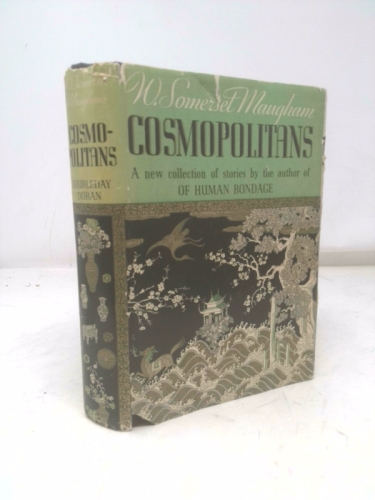 W. Somerset Maugham
COSMOPOLITANS
A new collection of stories by the author of
OF HUMAN BONDAGE
COSMO-
POLITANS
DOUBLEDAY
DORAN